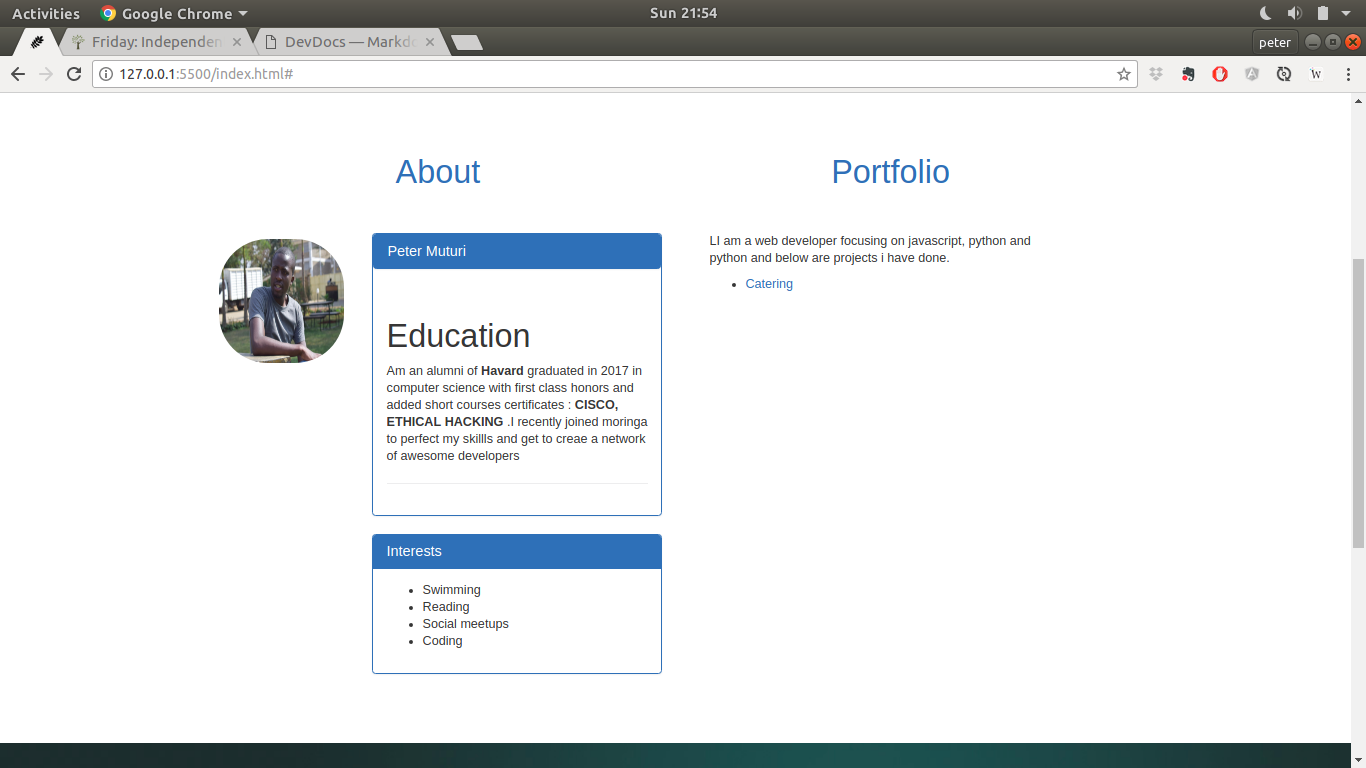 Activities Google Chrome Sun 21:54
Friday: Independen DevDocs — Markdo peter
127.0.0.1:5500/index.html# W
About
Portfolio
Peter Muturi
Education
Am an alumni of Havard graduated in 2017 in
computer science with first class honors and
added short courses certificates : CISCO,
ETHICAL HACKING .I recently joined moringa
to perfect my skillls and get to creae a network
of awesome developers
Interests
Swimming
Reading
Social meetups
Coding
LI am a web developer focusing on javascript, python and
python and below are projects i have done.
Catering